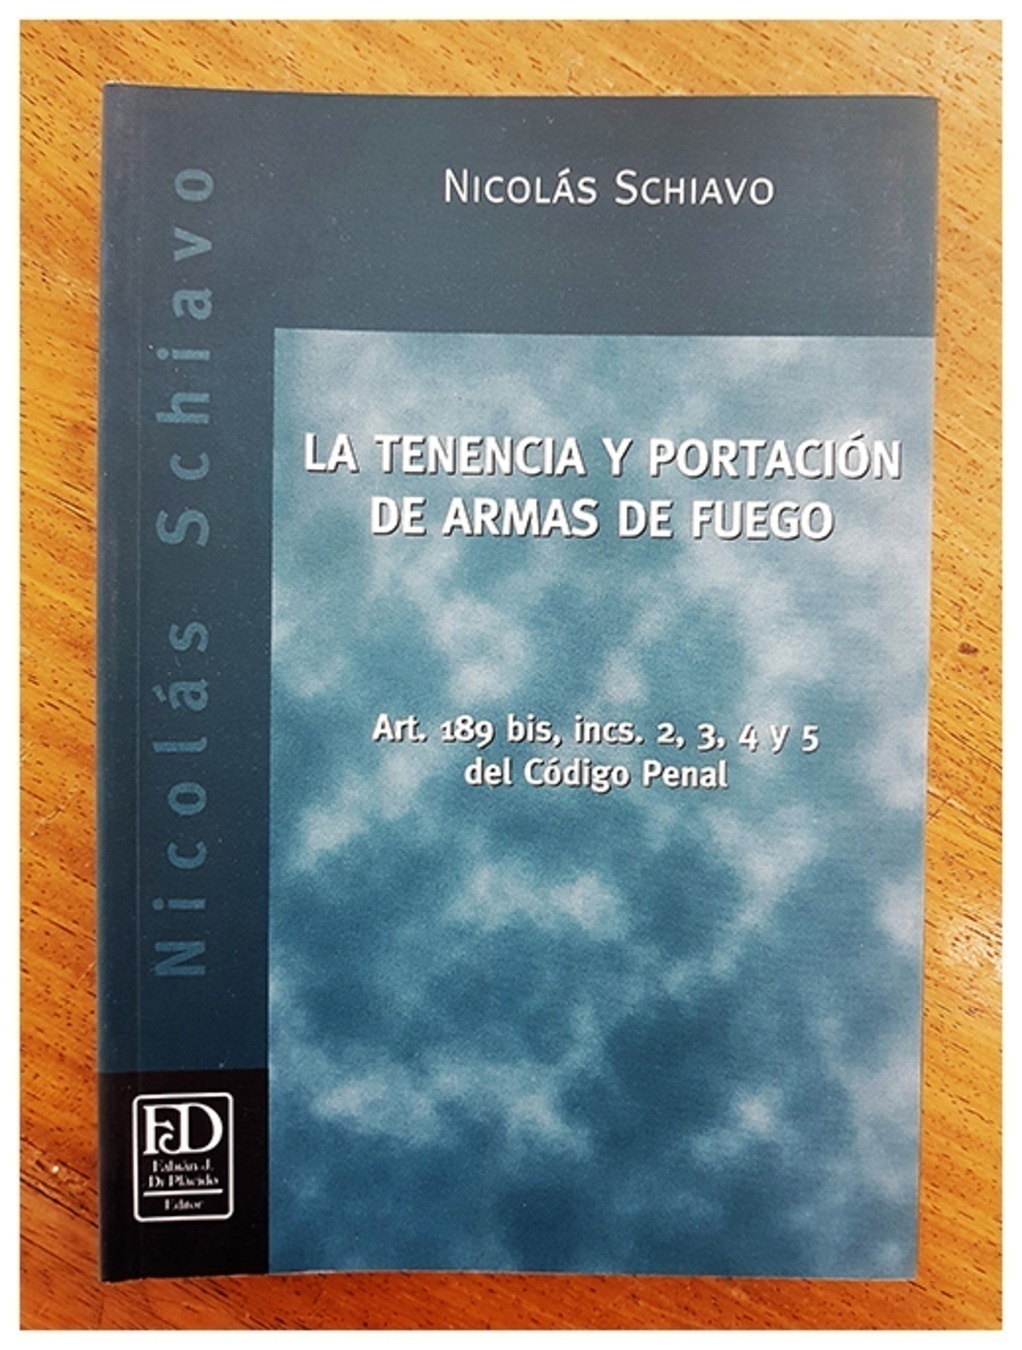 NICOLÁS SCHIAVO
Nicolás Schiavo
LA TENENCIA Y PORTACIÓN
DE ARMAS DE FUEGO
Art. 189 bis, incs. 2, 3, 4 y 5
del Código Penal
FJD
Fabián J.
Di Plácido
Editor